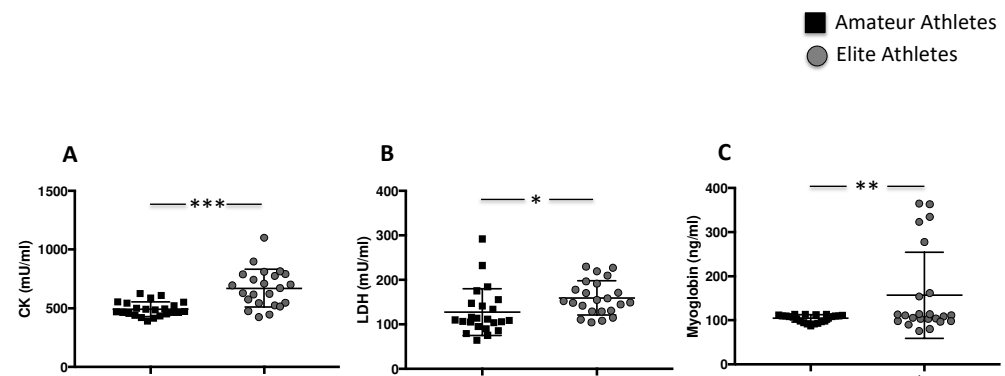 Amateur Athletes
Elite Athletes
A
B
C
CK (mU/ml)
1500
1000
500
0
***
LDH (mU/ml)
400
300
200
100
0
*
Myoglobin (ng/ml)
400
300
200
100
0
**